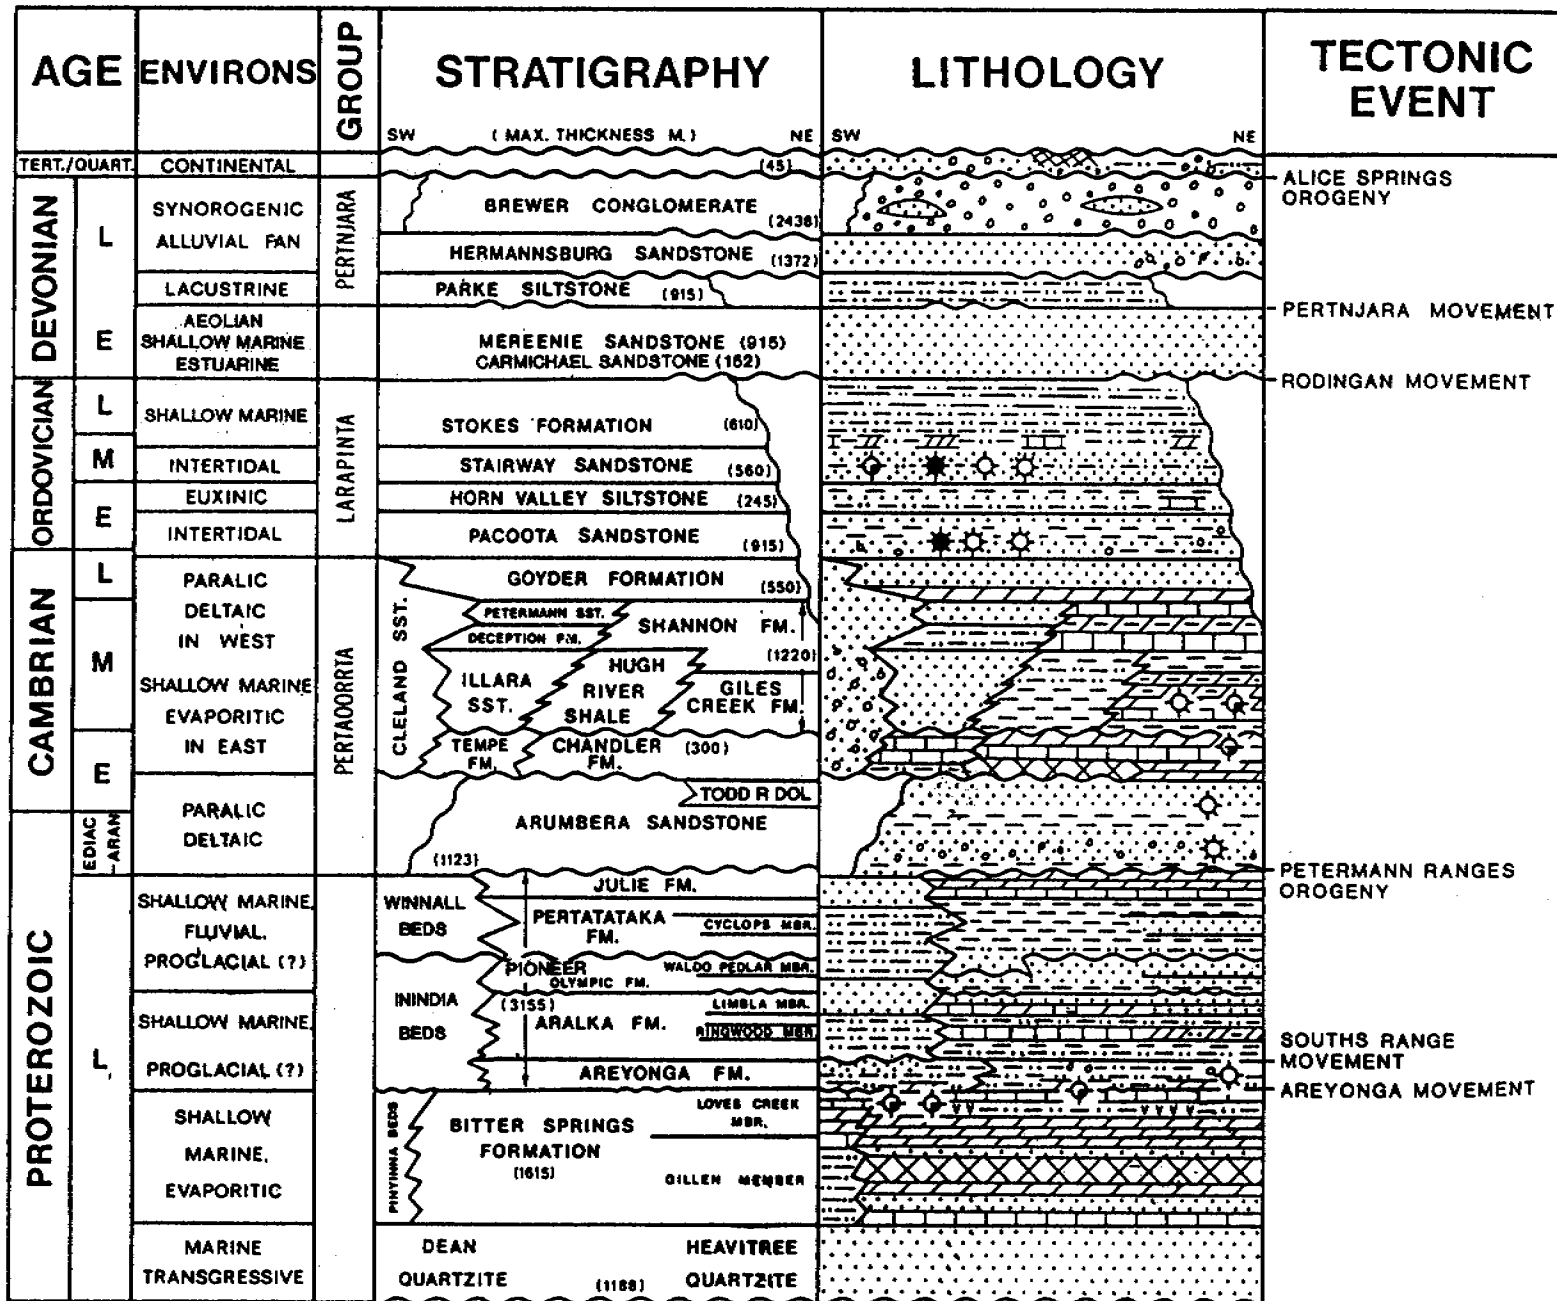 AGE
ENVIRONS
GROUP
STRATIGRAPHY
LITHOLOGY
TECTONIC
EVENT
SW
( MAX. THICKNESS M.)
NE
SW
NE
TERT./QUART.
CONTINENTAL
(45)
ALICE SPRINGS
OROGENY
DEVONIAN
L
SYNOROGENIC
ALLUVIAL FAN
PERTNJARA
BREWER CONGLOMERATE
(2438)
HERMANNSBURG SANDSTONE (1372)
LACUSTRINE
PARKE SILTSTONE (915)
PERTNJARA MOVEMENT
E
AEOLIAN
SHALLOW MARINE
ESTUARINE
MEREENIE SANDSTONE (915)
CARMICHAEL SANDSTONE (162)
RODINGAN MOVEMENT
ORDOVICIAN
L
SHALLOW MARINE
LARAPINTA
STOKES FORMATION (610)
M
INTERTIDAL
STAIRWAY SANDSTONE (560)
E
EUXINIC
HORN VALLEY SILTSTONE (245)
INTERTIDAL
PACOOTA SANDSTONE (915)
CAMBRIAN
L
M
E
PARALIC
DELTAIC
IN WEST
SHALLOW MARINE
EVAPORITIC
IN EAST
PERTAOORRTA
CLELAND SST.
GOYDER FORMATION (550)
PETERMANN SST.
DECEPTION FM.
SHANNON FM.
(1220)
ILLARA
SST.
HUGH
RIVER
SHALE
GILES
CREEK FM.
TEMPE
FM.
CHANDLER
FM.
(300)
TODD R DOL
PARALIC
DELTAIC
ARUMBERA SANDSTONE
(1123)
EDIAC
-ARAN
PETERMANN RANGES
OROGENY
PROTEROZOIC
L
SHALLOW MARINE,
FLUVIAL,
PROGLACIAL (?)
WINNALL
BEDS
JULIE FM.
PERTATATAKA
FM.
CYCLOPS MBR.
PIONEER
OLYMPIC FM.
WALDO PEDLAR MBR.
SHALLOW MARINE,
PROGLACIAL (?)
ININDIA
BEDS
(3155)
ARALKA FM.
LIMBLA MBR.
RINGWOOD MBR.
AREYONGA FM.
SOUTHS RANGE
MOVEMENT
AREYONGA MOVEMENT
SHALLOW
MARINE,
EVAPORITIC
PINYINNA BEDS
BITTER SPRINGS
FORMATION
(1615)
LOVES CREEK
MBR.
GILLEN MEMBER
MARINE
TRANSGRESSIVE
DEAN
QUARTZITE
(1188)
HEAVITREE
QUARTZITE